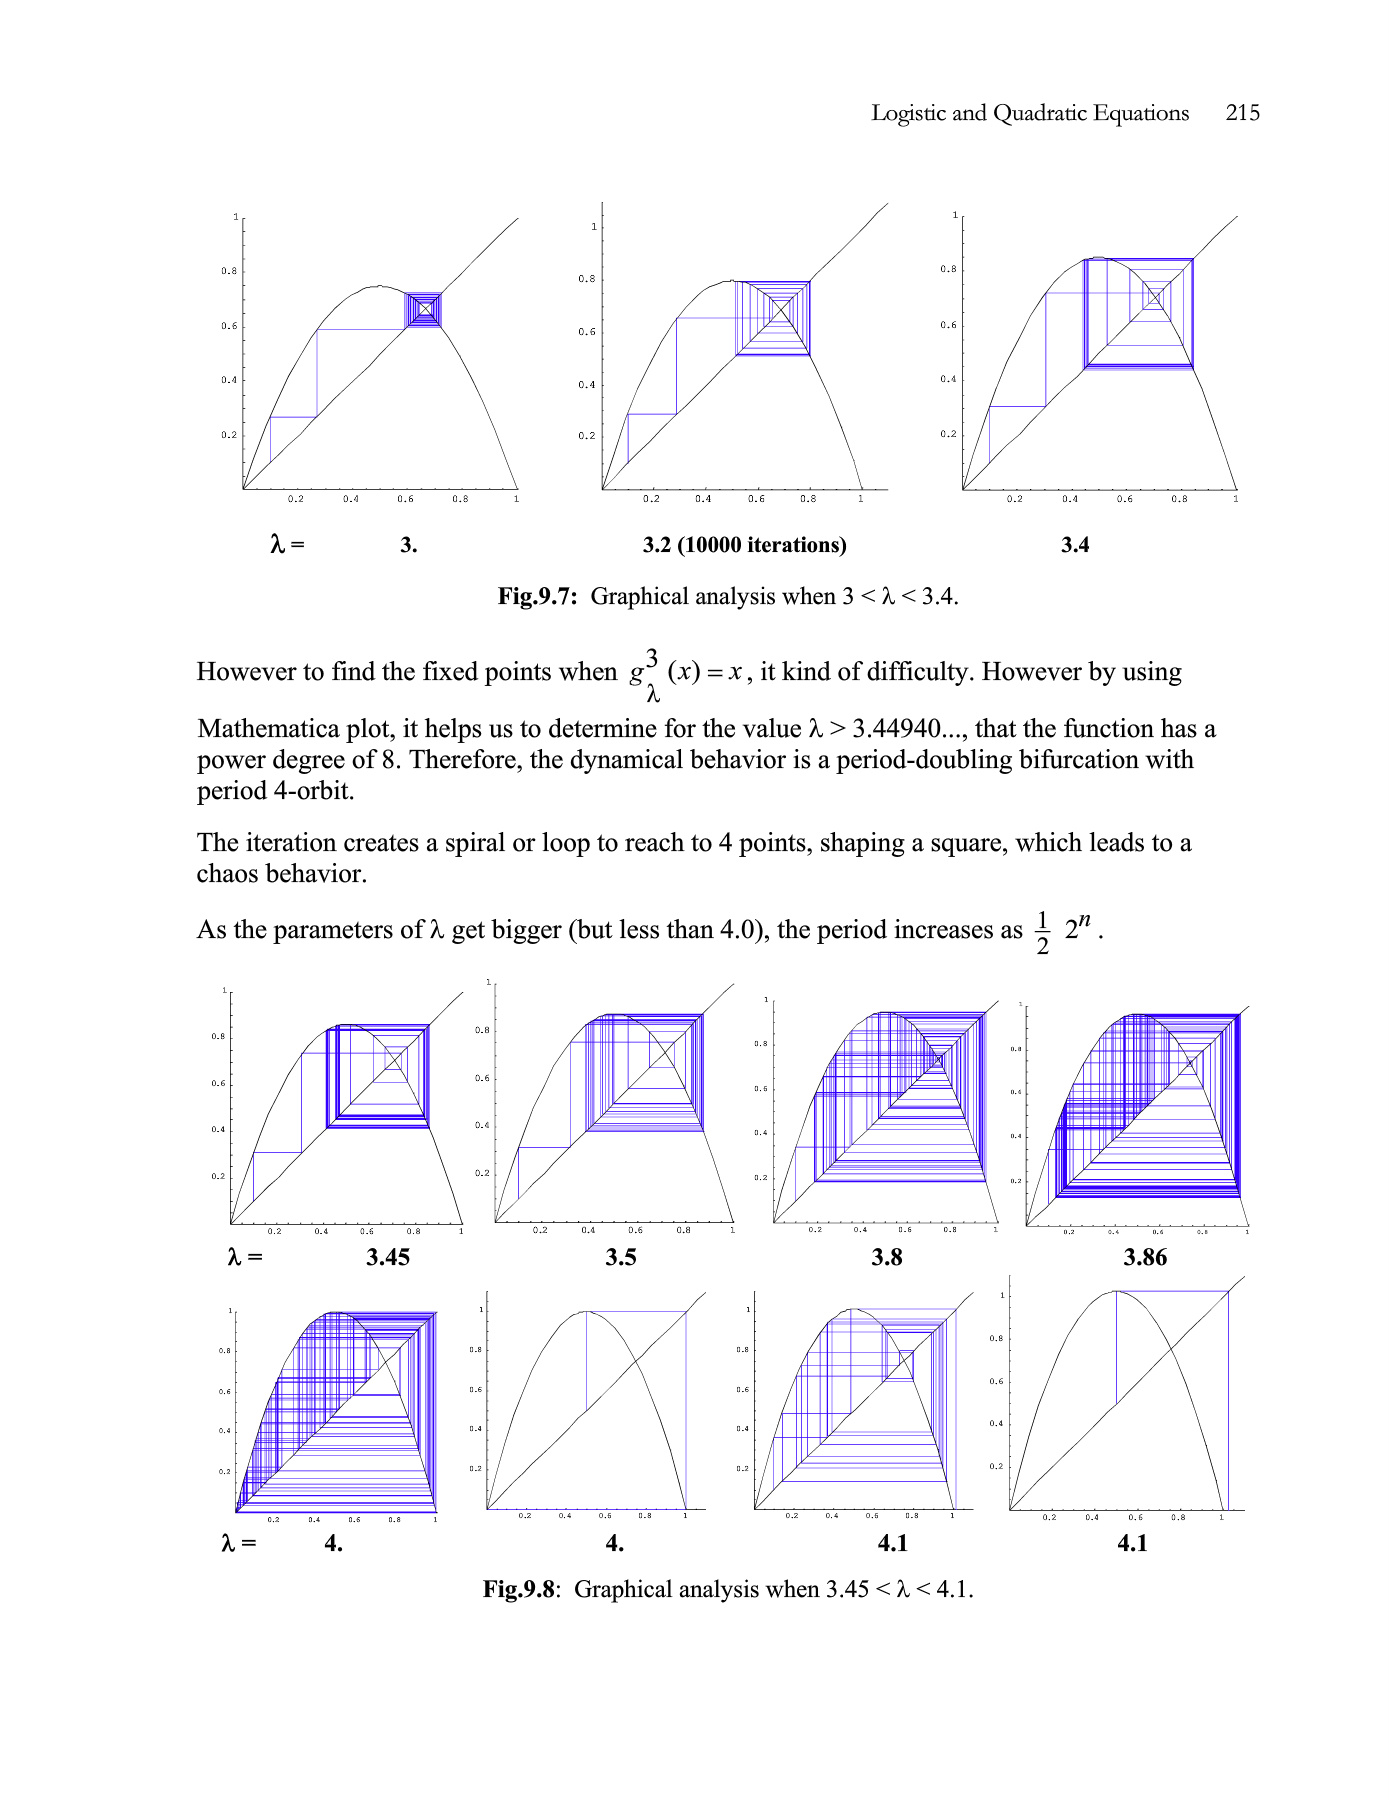 Logistic and Quadratic Equations 215
1
0.8
0.6
0.4
0.2
0.2 0.4 0.6 0.8 1
1
0.8
0.6
0.4
0.2
0.2 0.4 0.6 0.8 1
1
0.8
0.6
0.4
0.2
0.2 0.4 0.6 0.8 1
λ = 3. 3.2 (10000 iterations) 3.4
Fig.9.7: Graphical analysis when 3 < λ < 3.4.
However to find the fixed points when g³λ (x) = x , it kind of difficulty. However by using
Mathematica plot, it helps us to determine for the value λ > 3.44940..., that the function has a
power degree of 8. Therefore, the dynamical behavior is a period-doubling bifurcation with
period 4-orbit.
The iteration creates a spiral or loop to reach to 4 points, shaping a square, which leads to a
chaos behavior.
As the parameters of λ get bigger (but less than 4.0), the period increases as 1/2 2ⁿ .
1
0.8
0.6
0.4
0.2
0.2 0.4 0.6 0.8 1
1
0.8
0.6
0.4
0.2
0.2 0.4 0.6 0.8 1
1
0.8
0.6
0.4
0.2
0.2 0.4 0.6 0.8 1
1
0.8
0.6
0.4
0.2
0.2 0.4 0.6 0.8 1
λ = 3.45 3.5 3.8 3.86
1
0.8
0.6
0.4
0.2
0.2 0.4 0.6 0.8 1
1
0.8
0.6
0.4
0.2
0.2 0.4 0.6 0.8 1
1
0.8
0.6
0.4
0.2
0.2 0.4 0.6 0.8 1
1
0.8
0.6
0.4
0.2
0.2 0.4 0.6 0.8 1
λ = 4. 4. 4.1 4.1
Fig.9.8: Graphical analysis when 3.45 < λ < 4.1.